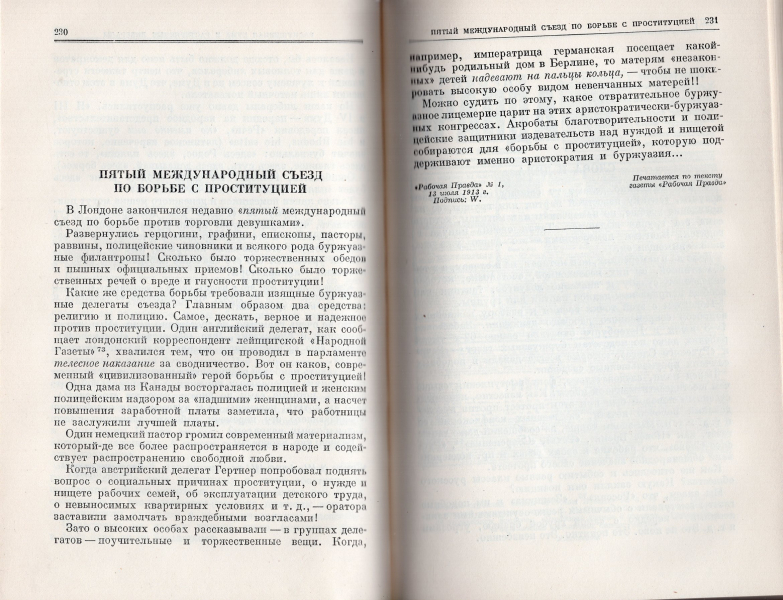 230
ПЯТЫЙ МЕЖДУНАРОДНЫЙ СЪЕЗД
ПО БОРЬБЕ С ПРОСТИТУЦИЕЙ
В Лондоне закончился недавно «пятый международный
съезд по борьбе против торговли девушками».
Развернулись герцогини, графини, епископы, пасторы,
раввины, полицейские чиновники и всякого рода буржуаз-
ные филантропы! Сколько было торжественных обедов
и пышных официальных приемов! Сколько было торже-
ственных речей о вреде и гнусности проституции!
Какие же средства борьбы требовали изящные буржуаз-
ные делегаты съезда? Главным образом два средства:
религию и полицию. Самое, дескать, верное и надежное
против проституции. Один английский делегат, как сооб-
щает лондонский корреспондент лейпцигской «Народной
Газеты»73, хвалился тем, что он проводил в парламенте
телесное наказание за сводничество. Вот он каков, совре-
менный «цивилизованный» герой борьбы с проституцией!
Одна дама из Канады восторгалась полицией и женским
полицейским надзором за «падшими» женщинами, а насчет
повышения заработной платы заметила, что работницы
не заслужили лучшей платы.
Один немецкий пастор громил современный материализм,
который-де все более распространяется в народе и содей-
ствует распространению свободной любви.
Когда австрийский делегат Гертнер попробовал поднять
вопрос о социальных причинах проституции, о нужде и
нищете рабочих семей, об эксплуатации детского труда,
о невыносимых квартирных условиях и т. д., — оратора
заставили замолчать враждебными возгласами!
Зато о высоких особах рассказывали — в группах деле-
гатов — поучительные и торжественные вещи. Когда,
ПЯТЫЙ МЕЖДУНАРОДНЫЙ СЪЕЗД ПО БОРЬБЕ С ПРОСТИТУЦИЕЙ 231
например, императрица германская посещает какой-
нибудь родильный дом в Берлине, то матерям «незакон-
ных» детей надевают на пальцы кольца, — чтобы не шоки-
ровать высокую особу видом невенчанных матерей!!
Можно судить по этому, какое отвратительное буржу-
азное лицемерие царит на этих аристократически-буржуаз-
ных конгрессах. Акробаты благотворительности и поли-
цейские защитники издевательств над нуждой и нищетой
собираются для «борьбы с проституцией», которую под-
держивают именно аристократия и буржуазия...
«Рабочая Правда» № 1,
13 июля 1913 г.
Подпись: W.
Печатается по тексту
газеты «Рабочая Правда»